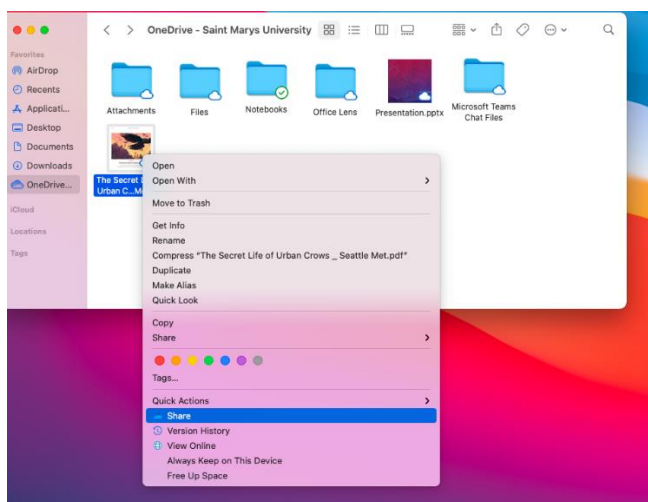 OneDrive - Saint Marys University
Favorites
AirDrop
Recents
Applicati...
Desktop
Documents
Downloads
OneDrive...
iCloud
Locations
Tags
Attachments
Files
Notebooks
Office Lens
Presentation.pptx
Microsoft Teams
Chat Files
The Secret
Urban C...M
Open
Open With
Move to Trash
Get Info
Rename
Compress "The Secret Life of Urban Crows _ Seattle Met.pdf"
Duplicate
Make Alias
Quick Look
Copy
Share
Tags...
Quick Actions
Share
Version History
View Online
Always Keep on This Device
Free Up Space